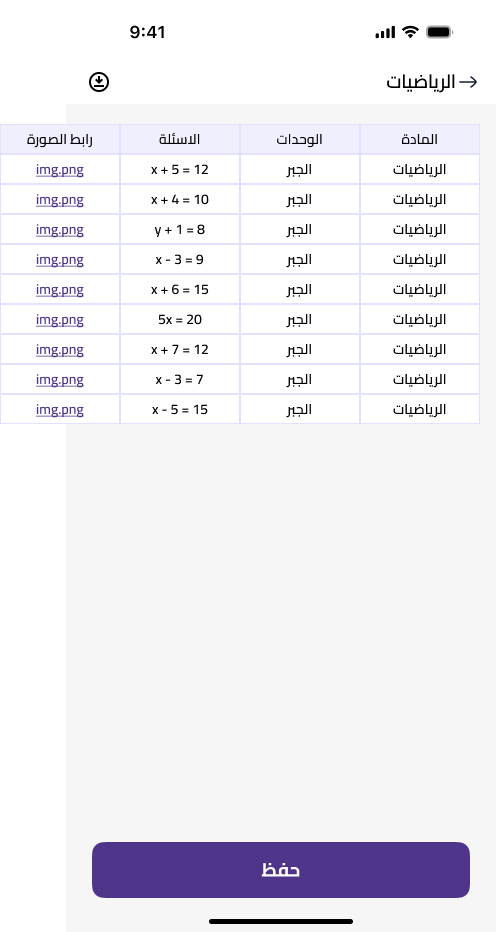 9:41
الرياضيات
المادة الوحدات الاسئلة رابط الصورة
الرياضيات الجبر x + 5 = 12 img.png
الرياضيات الجبر x + 4 = 10 img.png
الرياضيات الجبر y + 1 = 8 img.png
الرياضيات الجبر x - 3 = 9 img.png
الرياضيات الجبر x + 6 = 15 img.png
الرياضيات الجبر 5x = 20 img.png
الرياضيات الجبر x + 7 = 12 img.png
الرياضيات الجبر x - 3 = 7 img.png
الرياضيات الجبر x - 5 = 15 img.png
حفظ